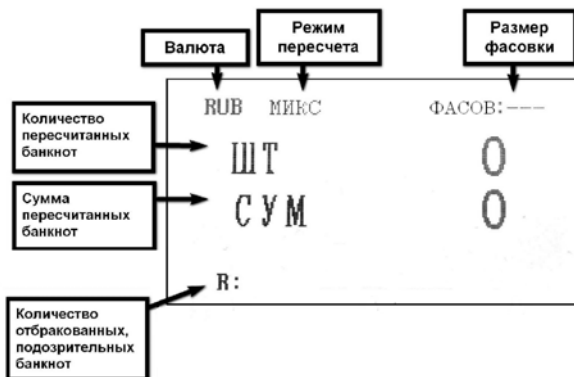 Валюта
Режим
пересчета
Размер
фасовки
RUB МИКС ФАСОВ:---
Количество
пересчитанных
банкнот
ШТ 0
Сумма
пересчитанных
банкнот
СУМ 0
R:
Количество
отбракованных,
подозрительных
банкнот